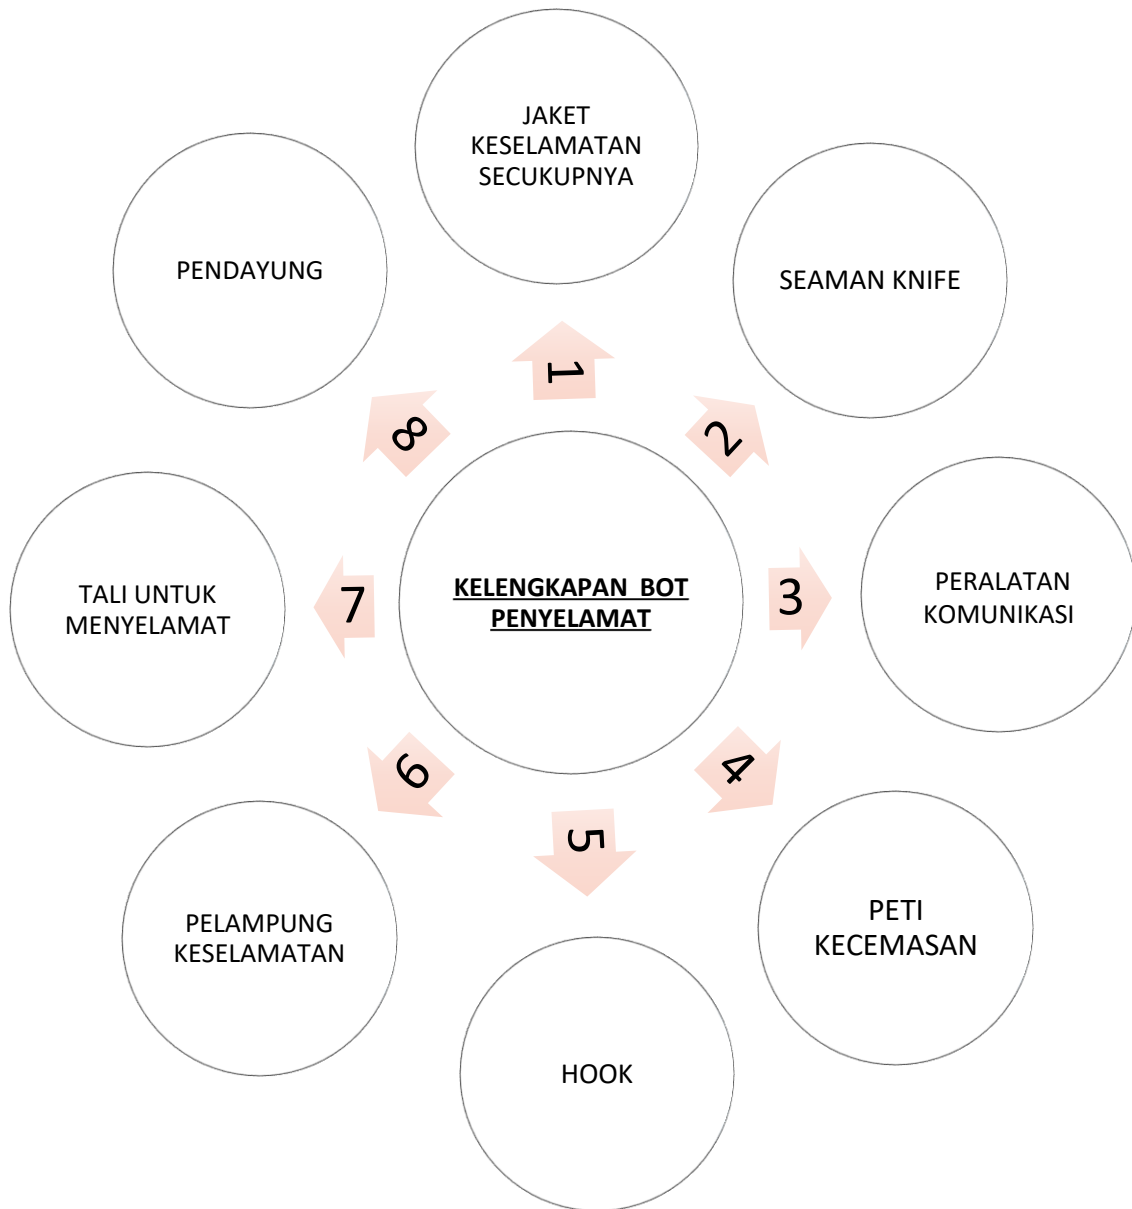 KELENGKAPAN BOT
PENYELAMAT
1
JAKET
KESELAMATAN
SECUKUPNYA
2
SEAMAN KNIFE
3
PERALATAN
KOMUNIKASI
4
PETI
KECEMASAN
5
HOOK
6
PELAMPUNG
KESELAMATAN
7
TALI UNTUK
MENYELAMAT
8
PENDAYUNG